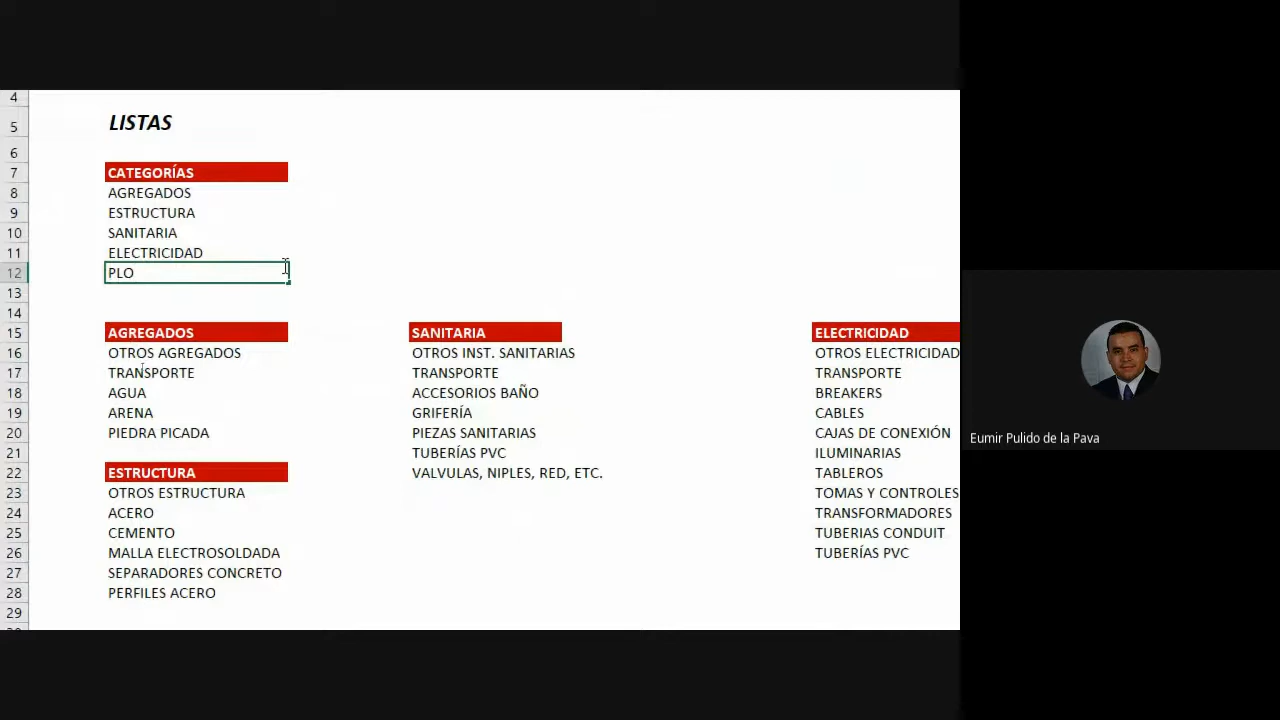 4
5
LISTAS
6
7
CATEGORÍAS
8
AGREGADOS
9
ESTRUCTURA
10
SANITARIA
11
ELECTRICIDAD
12
PLO
13
14
15
AGREGADOS
SANITARIA
ELECTRICIDAD
16
OTROS AGREGADOS
OTROS INST. SANITARIAS
OTROS ELECTRICIDAD
17
TRANSPORTE
TRANSPORTE
TRANSPORTE
18
AGUA
ACCESORIOS BAÑO
BREAKERS
19
ARENA
GRIFERÍA
CABLES
20
PIEDRA PICADA
PIEZAS SANITARIAS
CAJAS DE CONEXIÓN
21
TUBERÍAS PVC
ILUMINARIAS
22
ESTRUCTURA
VALVULAS, NIPLES, RED, ETC.
TABLEROS
23
OTROS ESTRUCTURA
TOMAS Y CONTROLES
24
ACERO
TRANSFORMADORES
25
CEMENTO
TUBERIAS CONDUIT
26
MALLA ELECTROSOLDADA
TUBERÍAS PVC
27
SEPARADORES CONCRETO
28
PERFILES ACERO
29
Eumir Pulido de la Pava